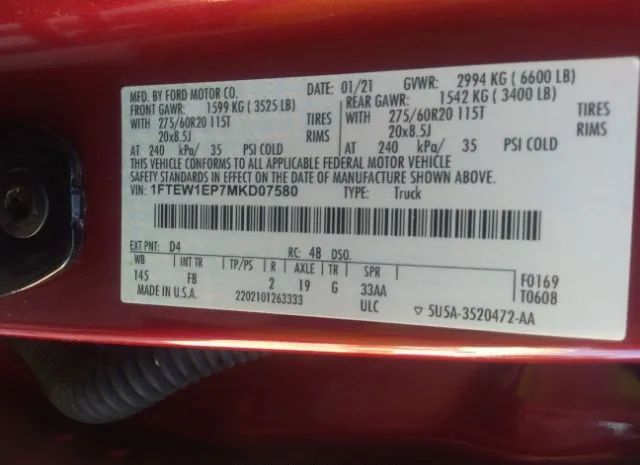 MFD. BY FORD MOTOR CO. DATE: 01/21 GVWR: 2994 KG ( 6600 LB)
FRONT GAWR: 1599 KG ( 3525 LB) REAR GAWR: 1542 KG ( 3400 LB)
WITH 275/60R20 115T TIRES WITH 275/60R20 115T TIRES
20x8.5J RIMS 20x8.5J RIMS
AT 240 kPa/ 35 PSI COLD AT 240 kPa/ 35 PSI COLD
THIS VEHICLE CONFORMS TO ALL APPLICABLE FEDERAL MOTOR VEHICLE
SAFETY STANDARDS IN EFFECT ON THE DATE OF MANUFACTURE SHOWN ABOVE.
VIN: 1FTEW1EP7MKD07580 TYPE: Truck
EXT PNT: D4 RC: 48 DSO:
WB INT TR TP/PS R AXLE TR SPR
145 FB 2 19 G 33AA
F0169
T0608
MADE IN U.S.A. 2202101263333 ULC
5U5A-3520472-AA